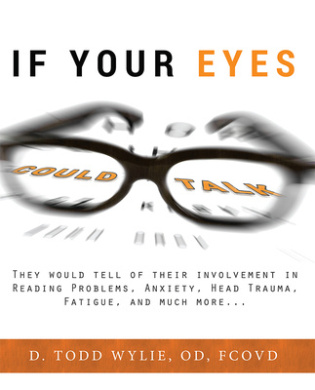 IF YOUR EYES
COULD TALK
THEY WOULD TELL OF THEIR INVOLVEMENT IN
READING PROBLEMS, ANXIETY, HEAD TRAUMA,
FATIGUE, AND MUCH MORE...
D. TODD WYLIE, OD, FCOVD